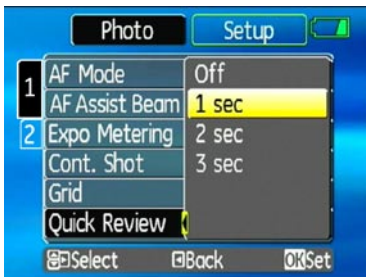 Photo Setup
1
2
AF Mode Off
AF Assist Beam 1 sec
Expo Metering 2 sec
Cont. Shot 3 sec
Grid
Quick Review
Select Back OK Set